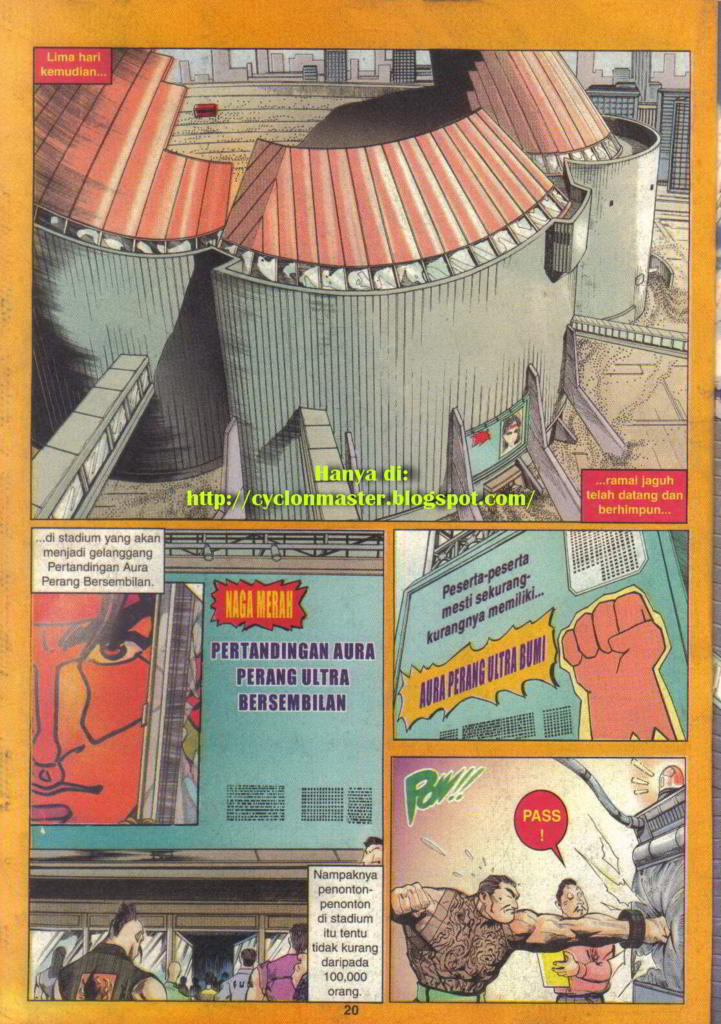 Lima hari
kemudian...
Hanya di:
http://cyclonmaster.blogspot.com/
...ramai jaguh
telah datang dan
berhimpun...
...di stadium yang akan
menjadi gelanggang
Pertandingan Aura
Perang Bersembilan.
NAGA MERAH
PERTANDINGAN AURA
PERANG ULTRA
BERSEMBILAN
Peserta-peserta
mesti sekurang-
kurangnya memiliki...
AURA PERANG ULTRA BUMI
Nampaknya
penonton-
penonton
di stadium
itu tentu
tidak kurang
daripada
100,000
orang.
POW!!
PASS
!
20